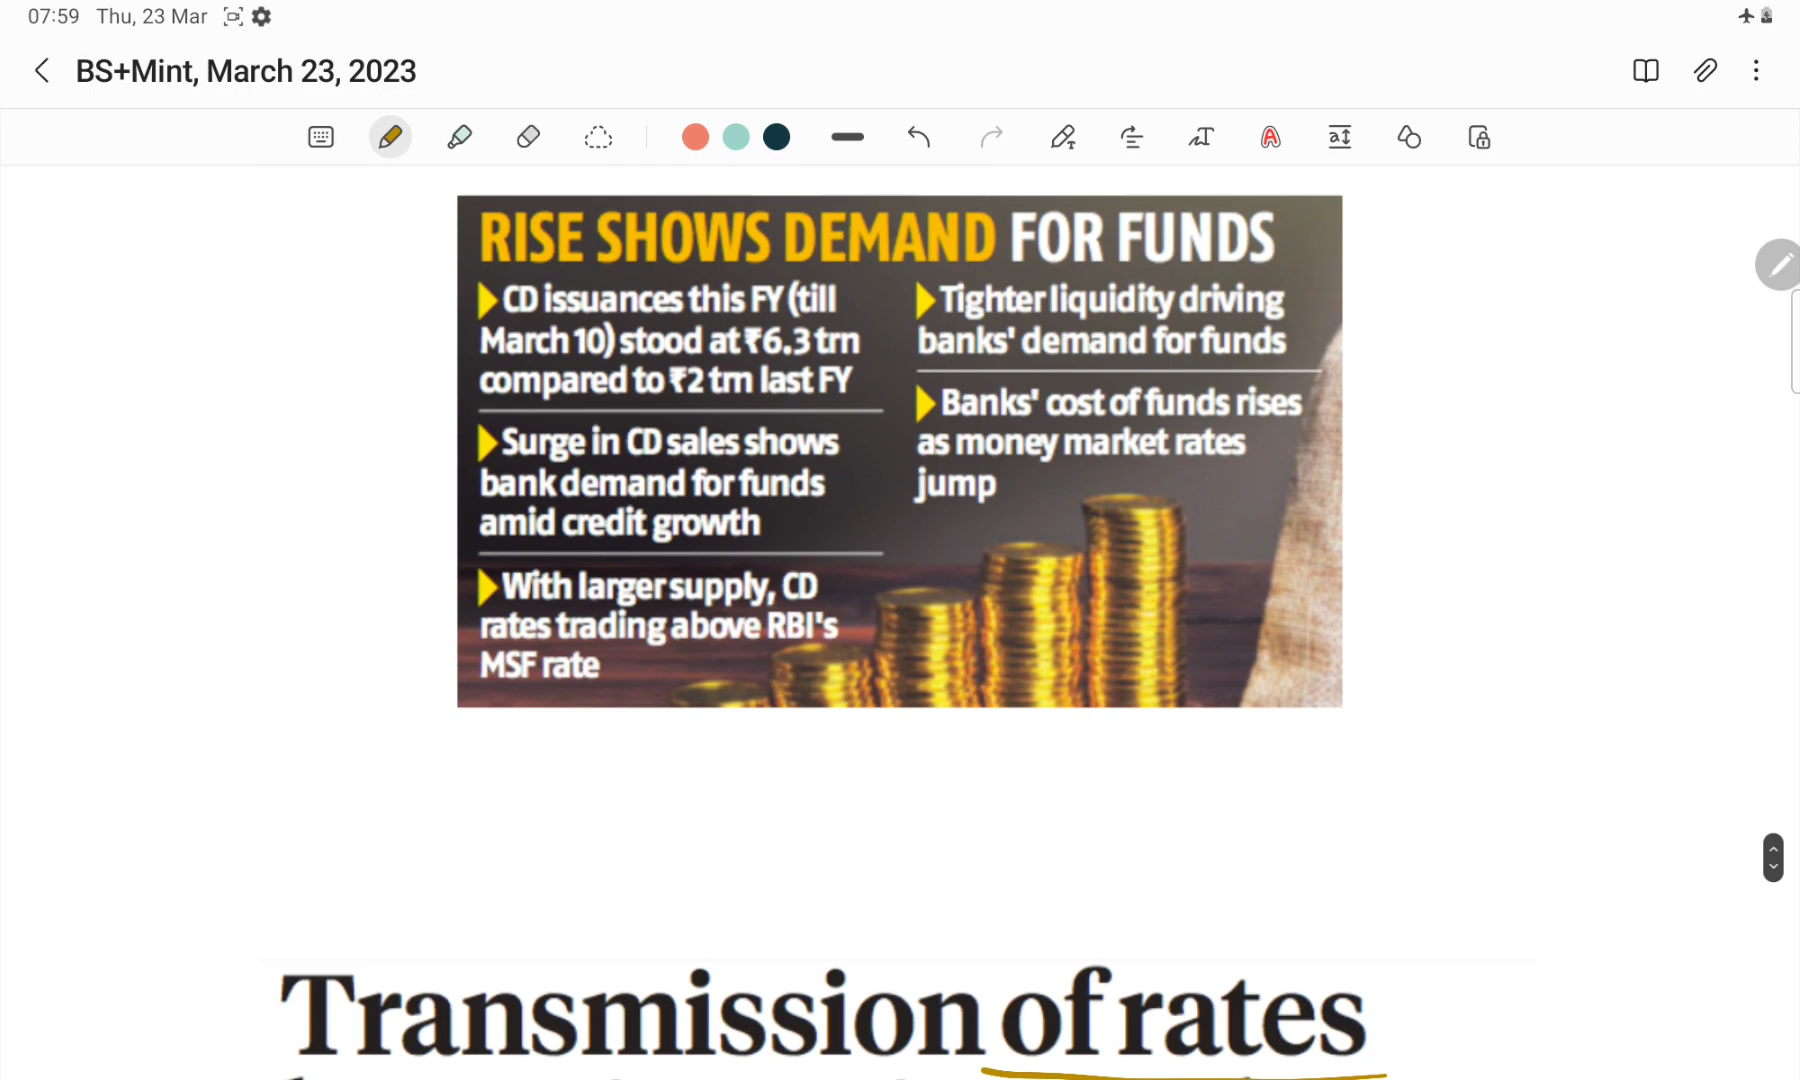 07:59 Thu, 23 Mar
BS+Mint, March 23, 2023
RISE SHOWS DEMAND FOR FUNDS
CD issuances this FY (till
March 10) stood at ₹6.3 trn
compared to ₹2 trn last FY
Surge in CD sales shows
bank demand for funds
amid credit growth
With larger supply, CD
rates trading above RBI's
MSF rate
Tighter liquidity driving
banks' demand for funds
Banks' cost of funds rises
as money market rates
jump
Transmission of rates